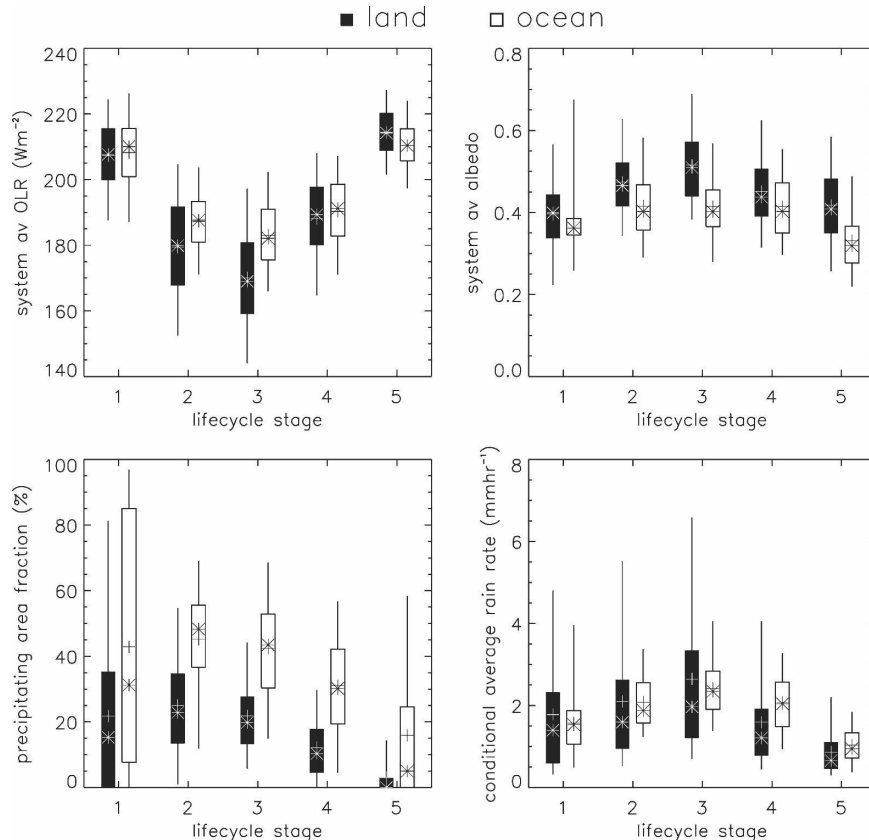 land ocean
system av OLR (Wm⁻²)
240
220
200
180
160
140
1 2 3 4 5
lifecycle stage
system av albedo
0.8
0.6
0.4
0.2
0.0
1 2 3 4 5
lifecycle stage
precipitating area fraction (%)
100
80
60
40
20
0
1 2 3 4 5
lifecycle stage
conditional average rain rate (mmhr⁻¹)
8
6
4
2
0
1 2 3 4 5
lifecycle stage